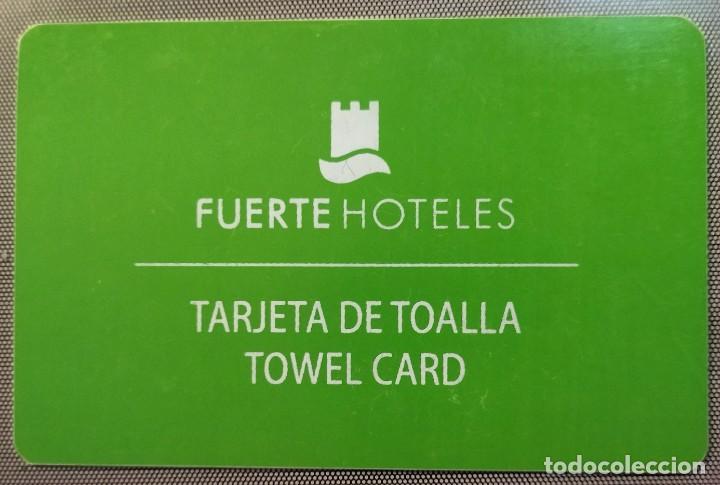 FUERTE HOTELES
TARJETA DE TOALLA
TOWEL CARD
todocoleccion